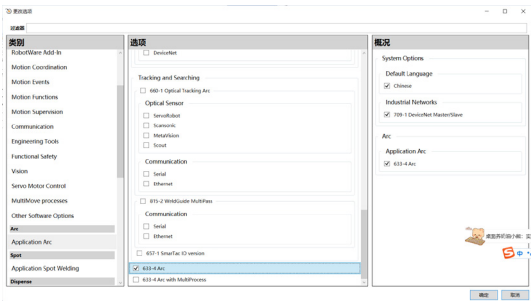 更改选项
过滤器
类别
RobotWare Add-In
Motion Coordination
Motion Events
Motion Functions
Motion Supervision
Communication
Engineering Tools
Functional Safety
Vision
Servo Motor Control
MultiMove processes
Other Software Options
Arc
Application Arc
Spot
Application Spot Welding
Dispense
选项
DeviceNet
Tracking and Searching
660-1 Optical Tracking Arc
Optical Sensor
ServoRobot
Scansonic
MetaVision
Scout
Communication
Serial
Ethernet
815-2 WeldGuide MultiPass
Communication
Serial
Ethernet
657-1 SmarTac IO version
633-4 Arc
633-4 Arc with MultiProcess
概况
System Options
Default Language
Chinese
Industrial Networks
709-1 DeviceNet Master/Slave
Arc
Application Arc
633-4 Arc
中
确定
取消